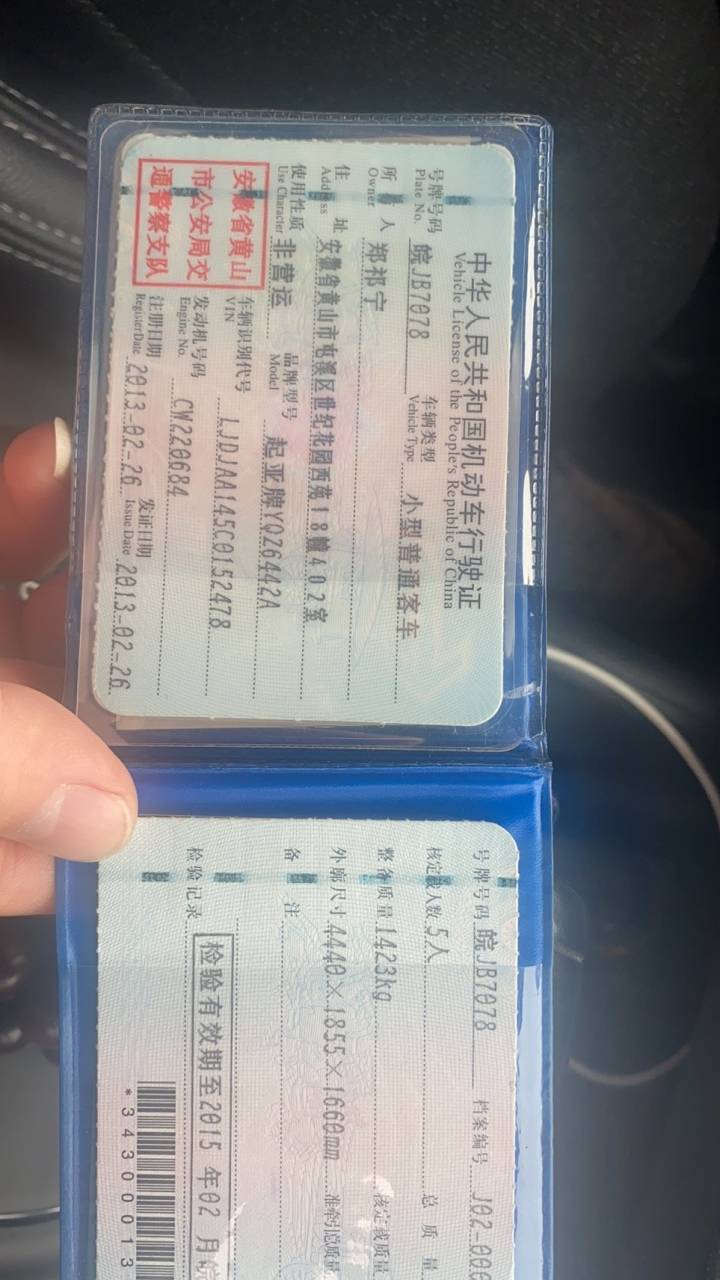 中华人民共和国机动车行驶证
Vehicle License of the People's Republic of China
号牌号码 皖JB7078 车辆类型 小型普通客车
Plate No. Vehicle Type
所 人 郑祁宁
Owner
住 址 安徽省黄山市屯溪区世纪花园西苑18幢402室
Address
使用性质 非营运 品牌型号 起亚牌YQZ6442A
Use Character Model
安徽省黄山
市公安局交
通警察支队
车辆识别代号 LJDJAA145C0152478
VIN
发动机号码 CW220684
Engine No.
注册日期 2013-02-26 发证日期 2013-02-26
Register Date Issue Date
号牌号码 皖JB7078 档案编号 J02-00
核定载人数 5人 总 质 量
整备质量 1423kg 核定载质量
外廓尺寸 4440×1855×1660mm 准牵引总质量
备 注
检验记录 检验有效期至2015 年02 月
*3430013